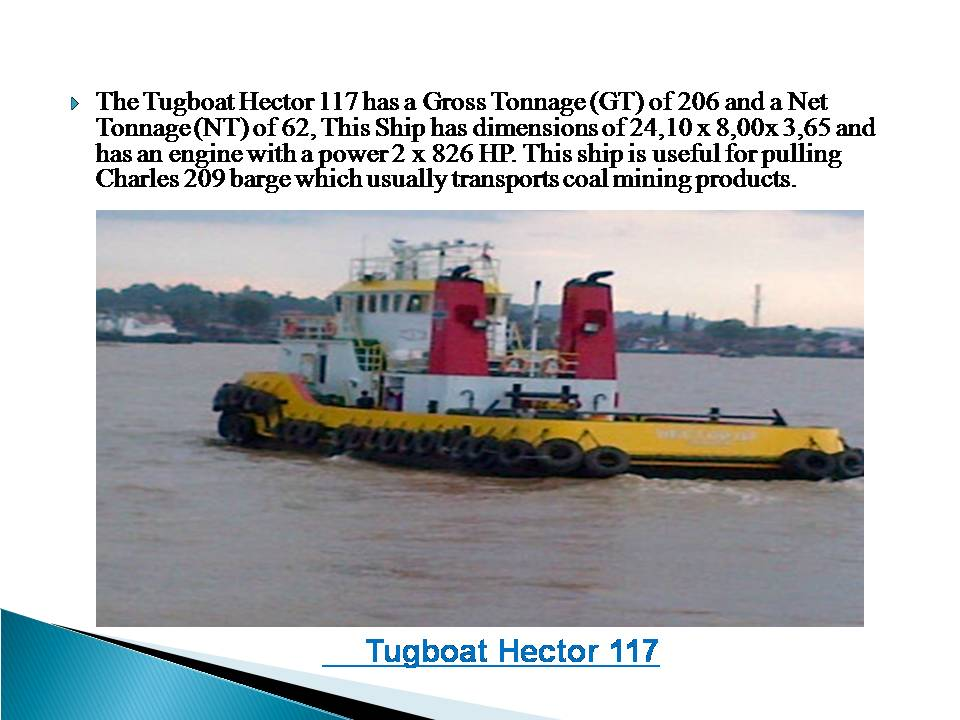 The Tugboat Hector 117 has a Gross Tonnage (GT) of 206 and a Net
Tonnage (NT) of 62, This Ship has dimensions of 24,10 x 8,00x 3,65 and
has an engine with a power 2 x 826 HP. This ship is useful for pulling
Charles 209 barge which usually transports coal mining products.
Tugboat Hector 117